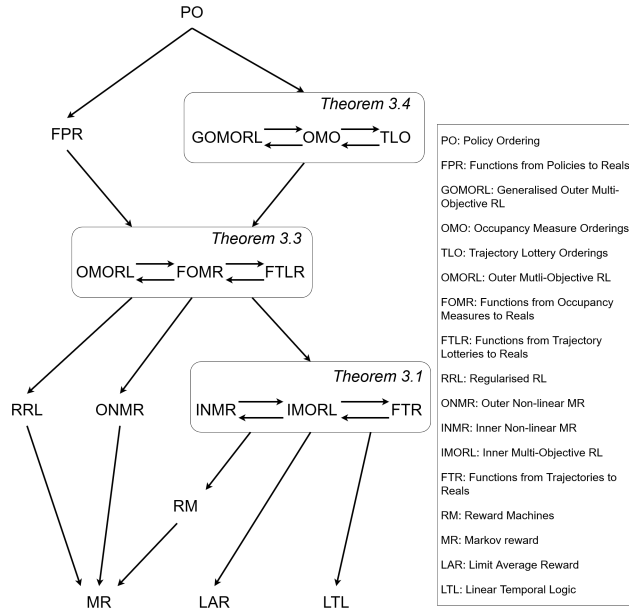 PO
Theorem 3.4
FPR
GOMORL OMO TLO
Theorem 3.3
OMORL FOMR FTLR
Theorem 3.1
RRL ONMR INMR IMORL FTR
RM
MR LAR LTL
PO: Policy Ordering
FPR: Functions from Policies to Reals
GOMORL: Generalised Outer Multi-
Objective RL
OMO: Occupancy Measure Orderings
TLO: Trajectory Lottery Orderings
OMORL: Outer Mutli-Objective RL
FOMR: Functions from Occupancy
Measures to Reals
FTLR: Functions from Trajectory
Lotteries to Reals
RRL: Regularised RL
ONMR: Outer Non-linear MR
INMR: Inner Non-linear MR
IMORL: Inner Multi-Objective RL
FTR: Functions from Trajectories to
Reals
RM: Reward Machines
MR: Markov reward
LAR: Limit Average Reward
LTL: Linear Temporal Logic